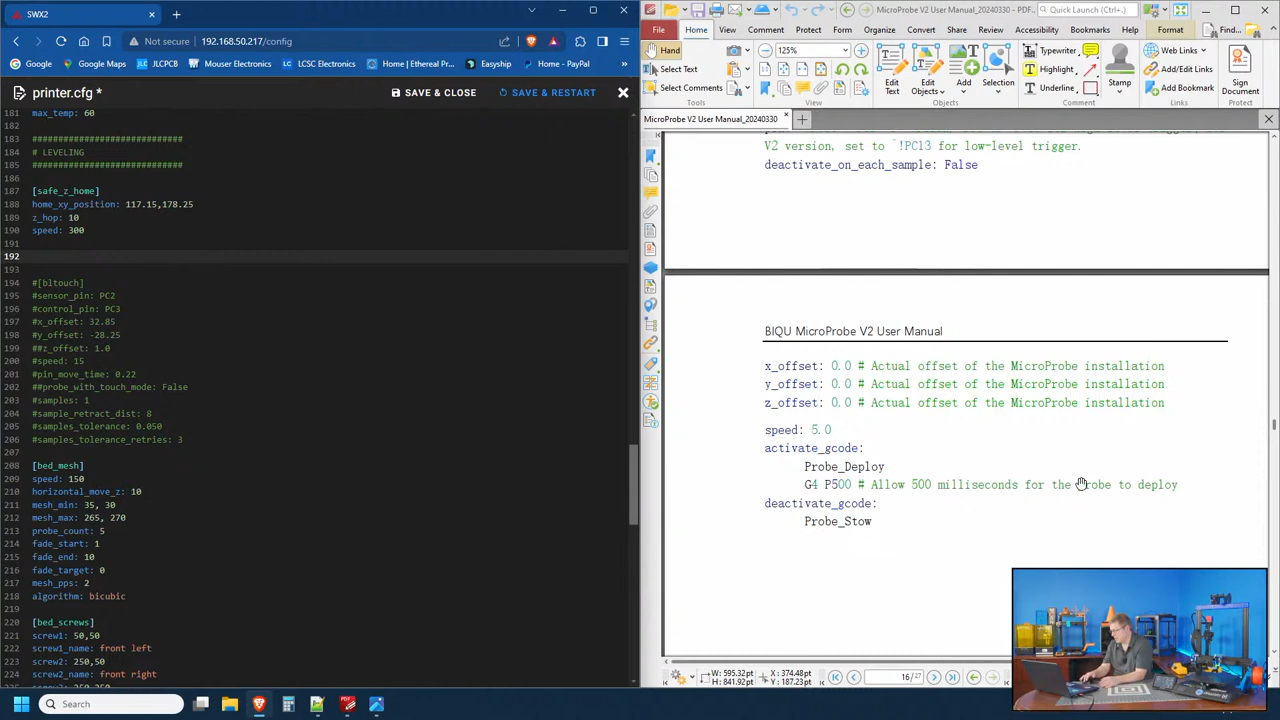 SWX2
Not secure 192.168.50.217/config
Google Google Maps JLCPCB Mouser Electronics LCSC Electronics Home | Ethereal Pr... Easyship Home - PayPal
printer.cfg * SAVE & CLOSE SAVE & RESTART
181 max_temp: 60
182
183 #############################
184 # LEVELING
185 #############################
186
187 [safe_z_home]
188 home_xy_position: 117.15,178.25
189 z_hop: 10
190 speed: 300
191
192
193
194 #[bltouch]
195 #sensor_pin: PC2
196 #control_pin: PC3
197 #x_offset: 32.85
198 #y_offset: -28.25
199 ##z_offset: 1.0
200 #speed: 15
201 #pin_move_time: 0.22
202 ##probe_with_touch_mode: False
203 #samples: 1
204 #sample_retract_dist: 8
205 #samples_tolerance: 0.050
206 #samples_tolerance_retries: 3
207
208 [bed_mesh]
209 speed: 150
210 horizontal_move_z: 10
211 mesh_min: 35, 30
212 mesh_max: 265, 270
213 probe_count: 5
214 fade_start: 1
215 fade_end: 10
216 fade_target: 0
217 mesh_pps: 2
218 algorithm: bicubic
219
220 [bed_screws]
221 screw1: 50,50
222 screw1_name: front left
223 screw2: 250,50
224 screw2_name: front right
MicroProbe V2 User Manual_20240330 - PDF... Quick Launch (Ctrl+.)
File Home View Comment Protect Form Organize Convert Share Review Accessibility Bookmarks Help Format Find...
Hand
Select Text
Select Comments
Tools
125%
View
Edit Text
Edit Objects
Add
Selection
Objects
Typewriter
Highlight
Underline
Stamp
Comment
Web Links
Add/Edit Links
Add Bookmark
Links
Sign Document
Protect
MicroProbe V2 User Manual_20240330
V2 version, set to `!PC13 for low-level trigger.
deactivate_on_each_sample: False
BIQU MicroProbe V2 User Manual
x_offset: 0.0 # Actual offset of the MicroProbe installation
y_offset: 0.0 # Actual offset of the MicroProbe installation
z_offset: 0.0 # Actual offset of the MicroProbe installation
speed: 5.0
activate_gcode:
Probe_Deploy
G4 P500 # Allow 500 milliseconds for the probe to deploy
deactivate_gcode:
Probe_Stow
W: 595.32pt
H: 841.92pt
X: 374.48pt
Y: 187.23pt
16/27
Search